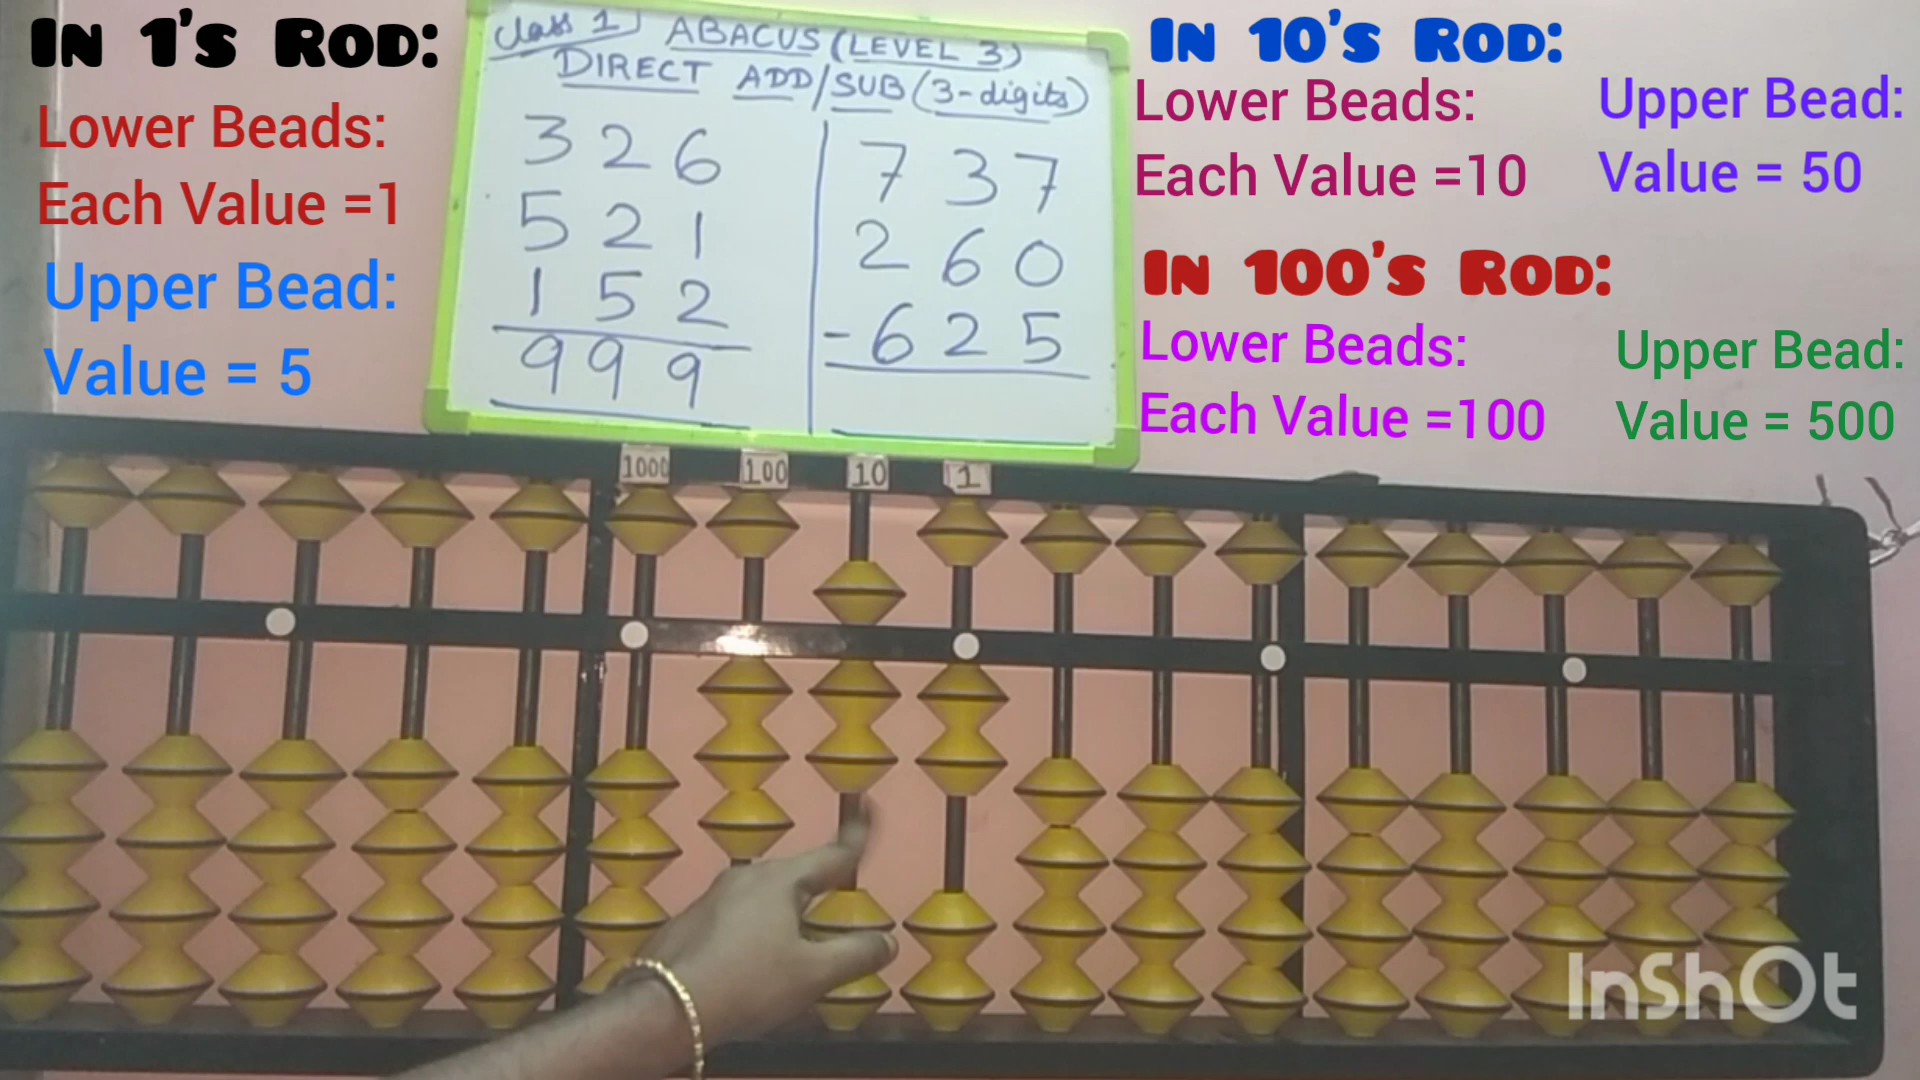 In 1's Rod:
Lower Beads:
Each Value =1
Upper Bead:
Value = 5
Class 1 ABACUS (LEVEL 3)
DIRECT ADD/SUB (3-digits)
326
521
152
999
737
260
-625
In 10's Rod:
Lower Beads:
Each Value =10
Upper Bead:
Value = 50
In 100's Rod:
Lower Beads:
Each Value =100
Upper Bead:
Value = 500
1000 100 10 1
InShOt